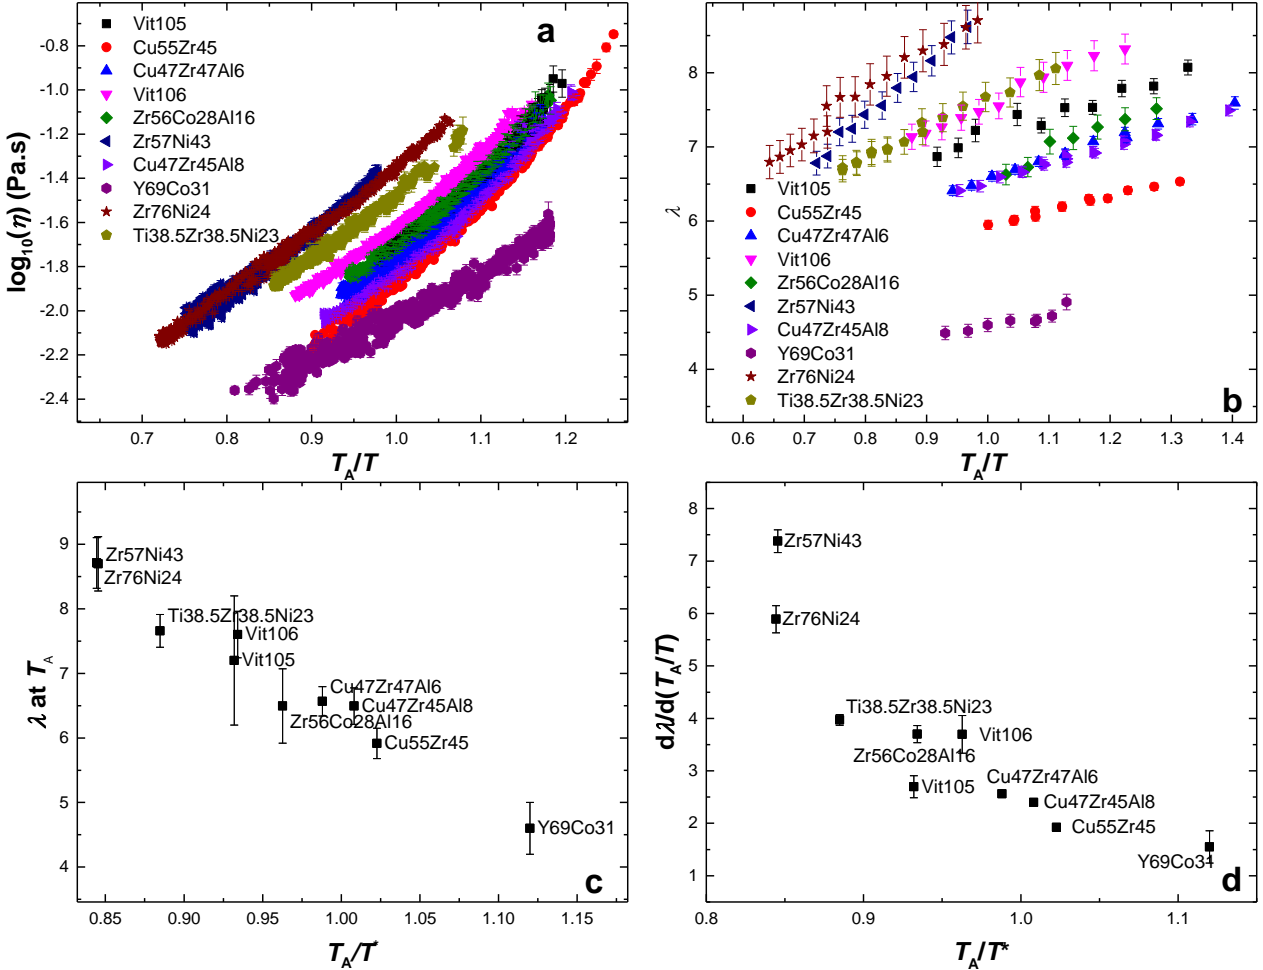 a
Vit105
Cu55Zr45
Cu47Zr47Al6
Vit106
Zr56Co28Al16
Zr57Ni43
Cu47Zr45Al8
Y69Co31
Zr76Ni24
Ti38.5Zr38.5Ni23
log10(η) (Pa.s)
-0.8
-1.0
-1.2
-1.4
-1.6
-1.8
-2.0
-2.2
-2.4
0.7 0.8 0.9 1.0 1.1 1.2
TA/T
λ
8
7
6
5
4
Vit105
Cu55Zr45
Cu47Zr47Al6
Vit106
Zr56Co28Al16
Zr57Ni43
Cu47Zr45Al8
Y69Co31
Zr76Ni24
Ti38.5Zr38.5Ni23
b
0.6 0.7 0.8 0.9 1.0 1.1 1.2 1.3 1.4
TA/T
λ at TA
9
8
7
6
5
4
Zr57Ni43
Zr76Ni24
Ti38.5Zr38.5Ni23
Vit106
Vit105
Cu47Zr47Al6
Cu47Zr45Al8
Zr56Co28Al16
Cu55Zr45
Y69Co31
c
0.85 0.90 0.95 1.00 1.05 1.10 1.15
TA/T*
dλ/d(TA/T)
8
7
6
5
4
3
2
1
Zr57Ni43
Zr76Ni24
Ti38.5Zr38.5Ni23
Vit106
Zr56Co28Al16
Cu47Zr47Al6
Vit105
Cu47Zr45Al8
Cu55Zr45
Y69Co31
d
0.8 0.9 1.0 1.1
TA/T*